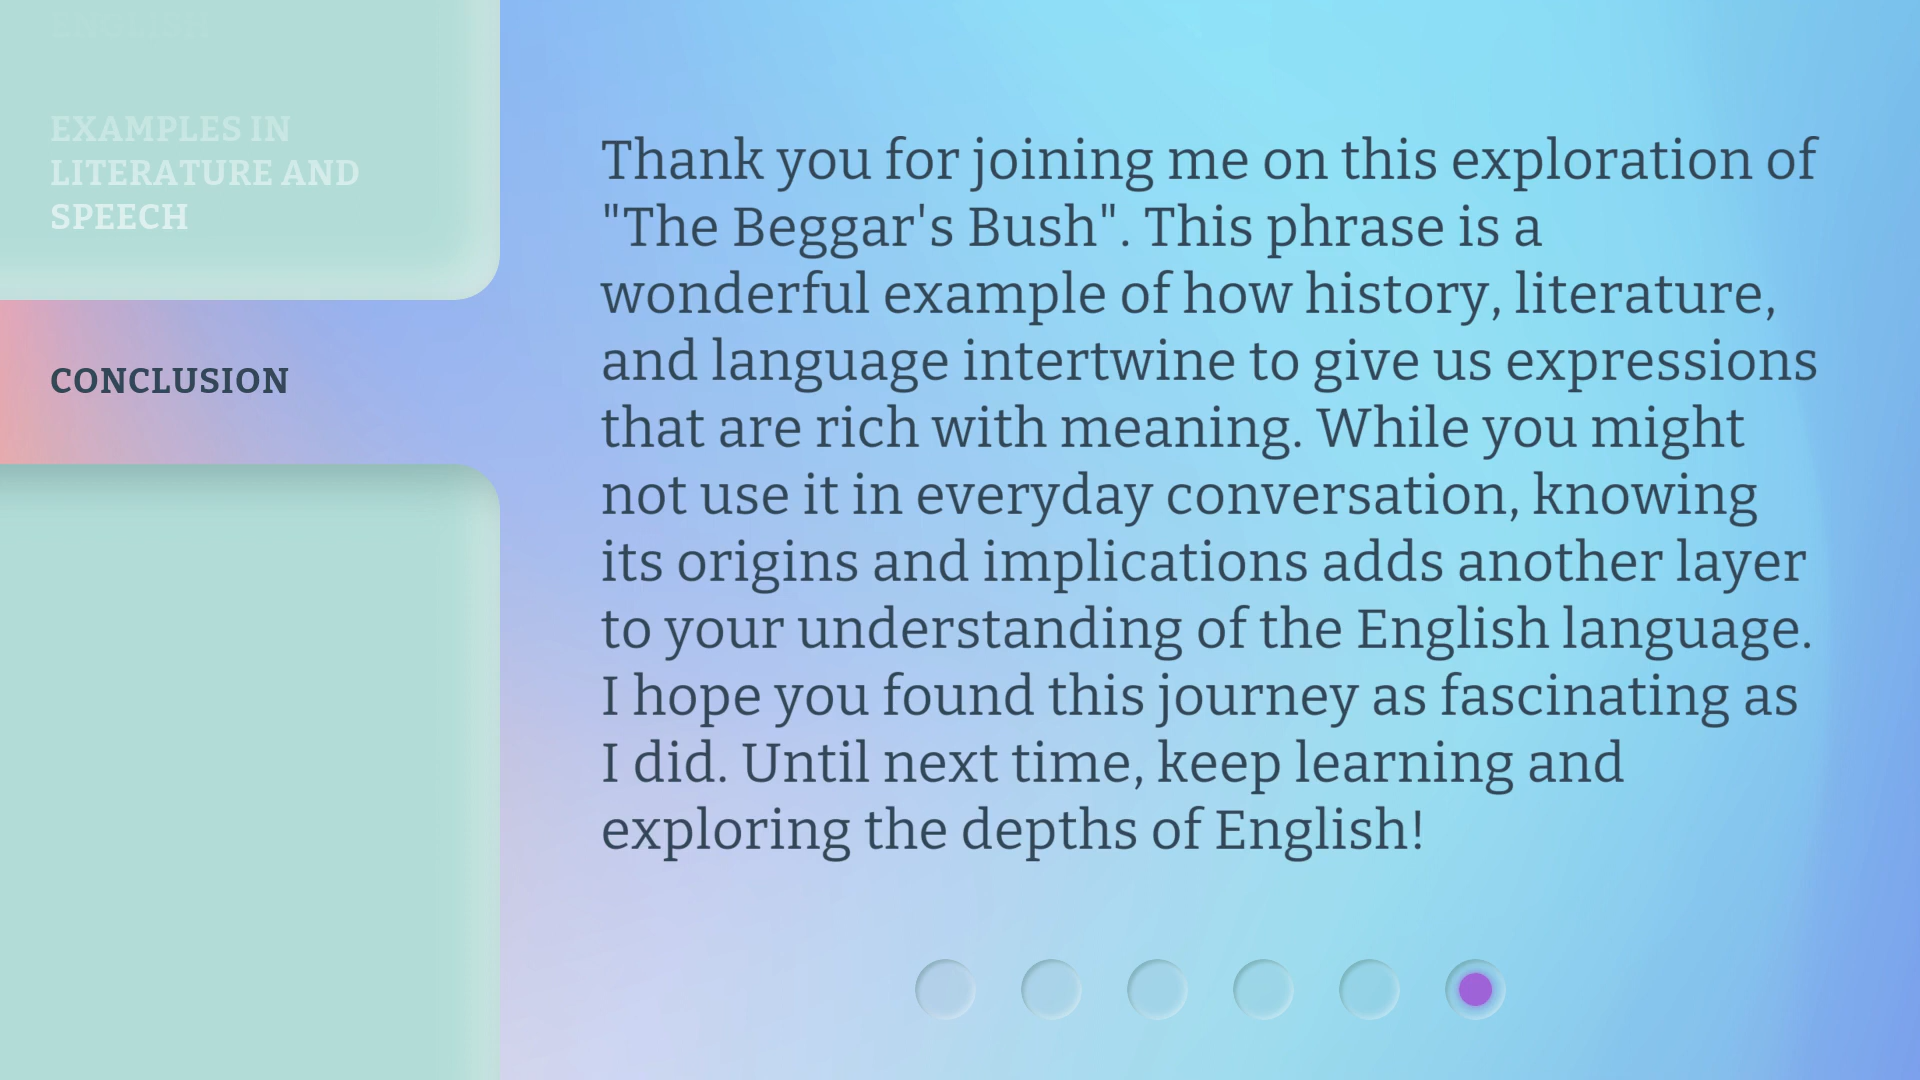 ENGLISH
EXAMPLES IN
LITERATURE AND
SPEECH
CONCLUSION
Thank you for joining me on this exploration of
"The Beggar's Bush". This phrase is a
wonderful example of how history, literature,
and language intertwine to give us expressions
that are rich with meaning. While you might
not use it in everyday conversation, knowing
its origins and implications adds another layer
to your understanding of the English language.
I hope you found this journey as fascinating as
I did. Until next time, keep learning and
exploring the depths of English!